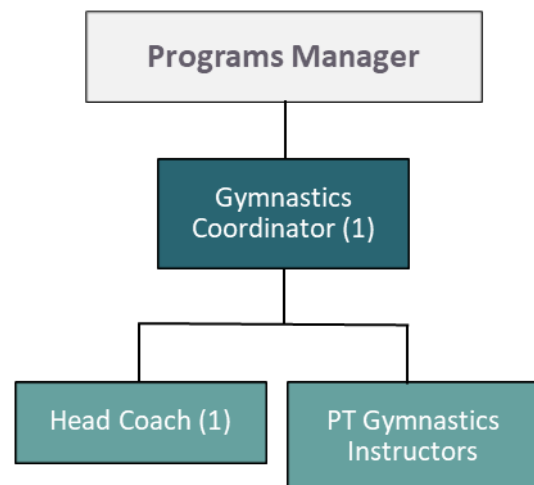 Programs Manager
Gymnastics
Coordinator (1)
Head Coach (1)
PT Gymnastics
Instructors